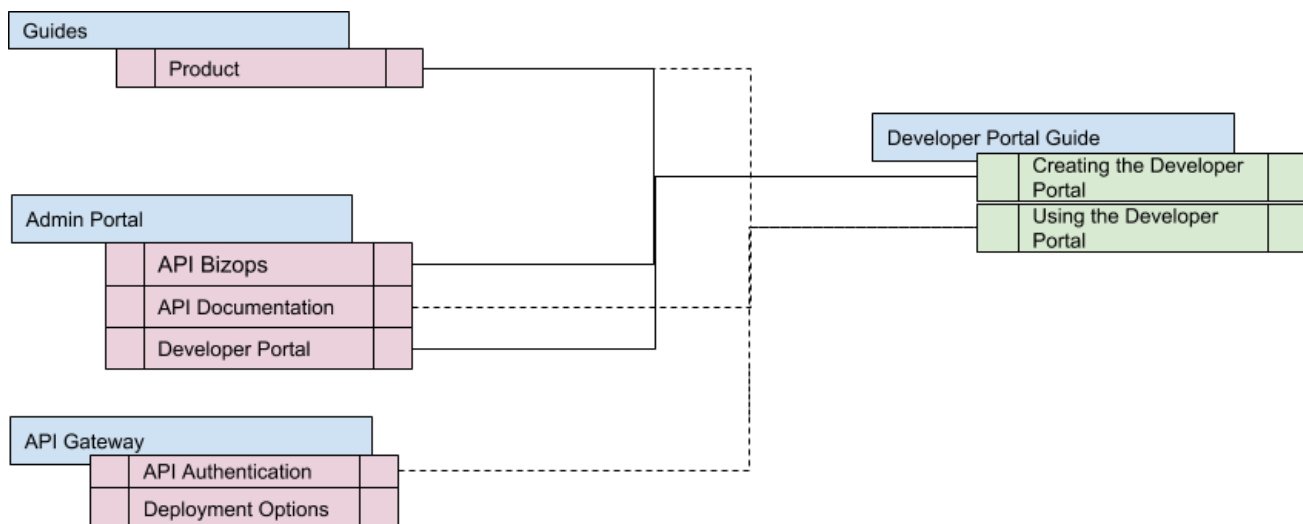 Guides
Product
Developer Portal Guide
Creating the Developer
Portal
Using the Developer
Portal
Admin Portal
API Bizops
API Documentation
Developer Portal
API Gateway
API Authentication
Deployment Options